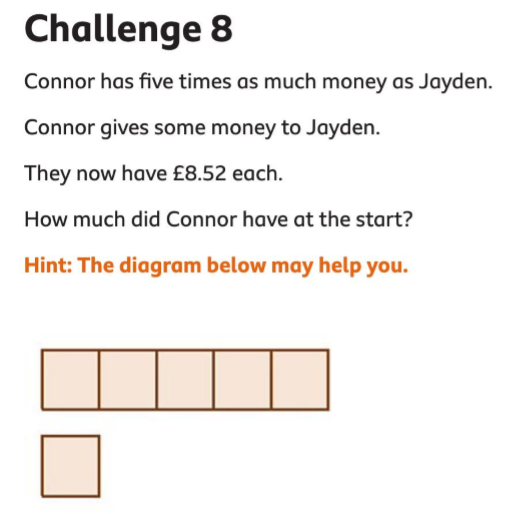 Challenge 8
Connor has five times as much money as Jayden.
Connor gives some money to Jayden.
They now have £8.52 each.
How much did Connor have at the start?
Hint: The diagram below may help you.